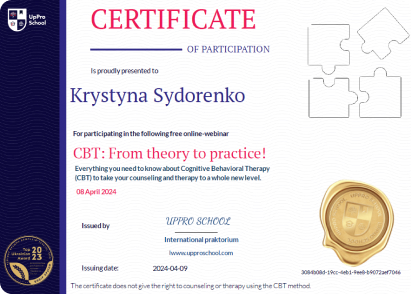 UpPro
School
CERTIFICATE
OF PARTICIPATION
Is proudly presented to
Krystyna Sydorenko
For participating in the following free online-webinar
CBT: From theory to practice!
Everything you need to know about Cognitive Behavioral Therapy
(CBT) to take your counseling and therapy to a whole new level.
08 April 2024
Issued by
UPPRO SCHOOL
International praktorium
Iwww.upproschool.com
Issuing date:
2024-04-09
2023
3084b08d-19cc-4eb1-9ee8-b9072aef7046
The certificate does not give the right to counseling or therapy using the CBT method.